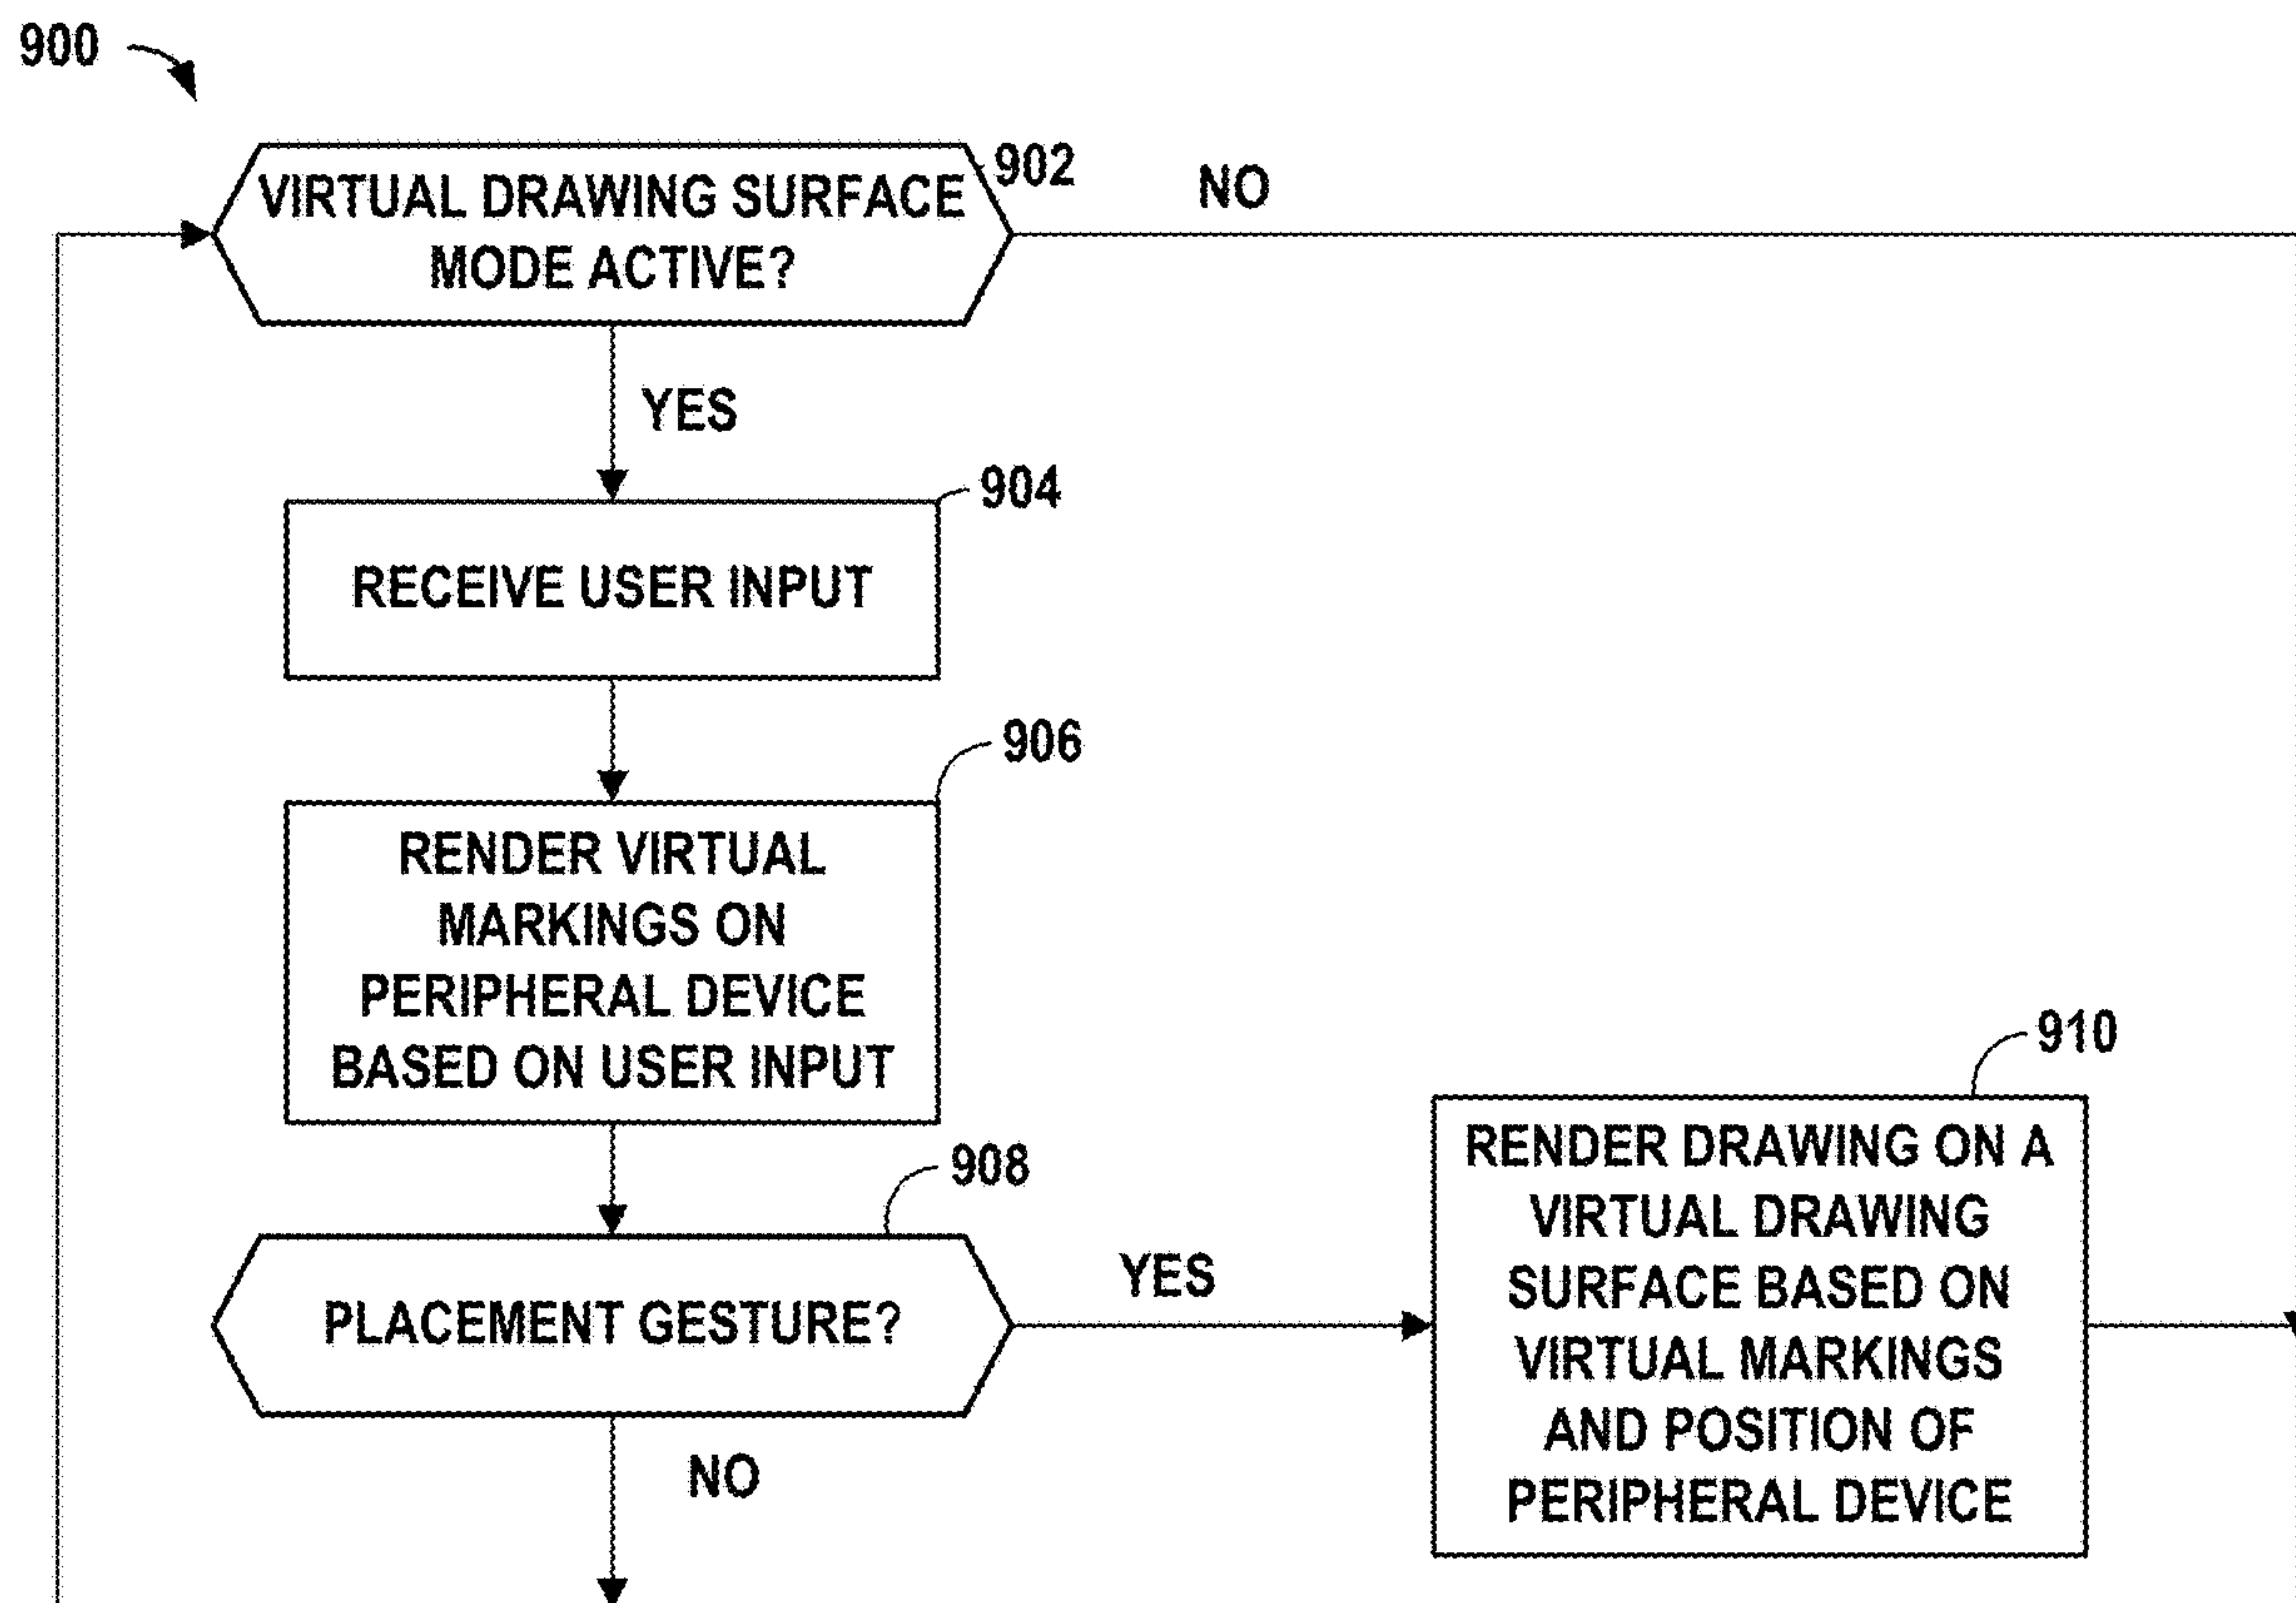 900
902
VIRTUAL DRAWING SURFACE
MODE ACTIVE?
NO
YES
904
RECEIVE USER INPUT
906
RENDER VIRTUAL
MARKINGS ON
PERIPHERAL DEVICE
BASED ON USER INPUT
908
PLACEMENT GESTURE?
YES
NO
910
RENDER DRAWING ON A
VIRTUAL DRAWING
SURFACE BASED ON
VIRTUAL MARKINGS
AND POSITION OF
PERIPHERAL DEVICE